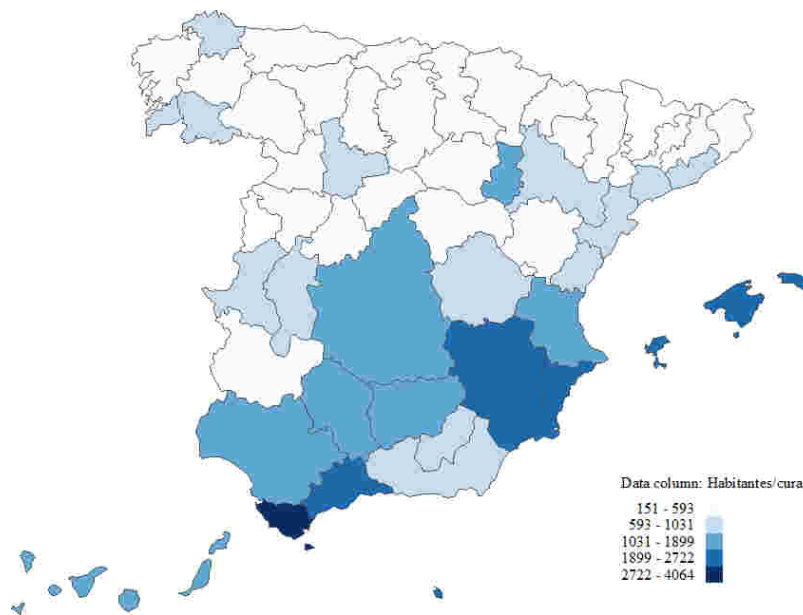 Data column: Habitantes/cura
151 - 593
593 - 1031
1031 - 1899
1899 - 2722
2722 - 4064